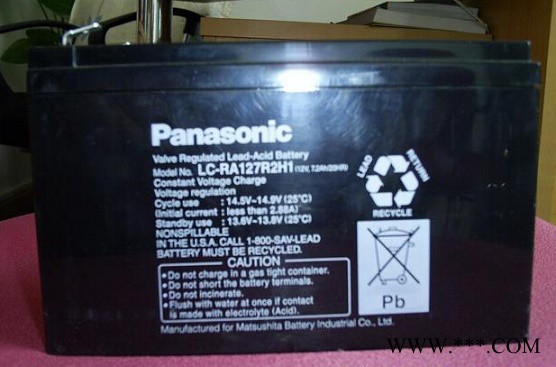 Panasonic
Valve Regulated Lead-Acid Battery
Model No. LC-RA127R2H1 (12V, 7.2Ah/20HR)
Constant Voltage Charge
Voltage regulation
Cycle use : 14.5V-14.9V (25°C)
(Initial current : less than 2.88A)
Standby use : 13.6V-13.8V (25°C)
NONSPILLABLE
IN THE U.S.A. CALL 1-800-SAV-LEAD
BATTERY MUST BE RECYCLED.
CAUTION
• Do not charge in a gas tight container.
• Do not short the battery terminals.
• Do not incinerate.
• Flush with water at once if contact
is made with electrolyte (Acid).
Manufactured for Matsushita Battery Industrial Co., Ltd.
LEAD
RETURN
RECYCLE
Pb
WWW.***.COM